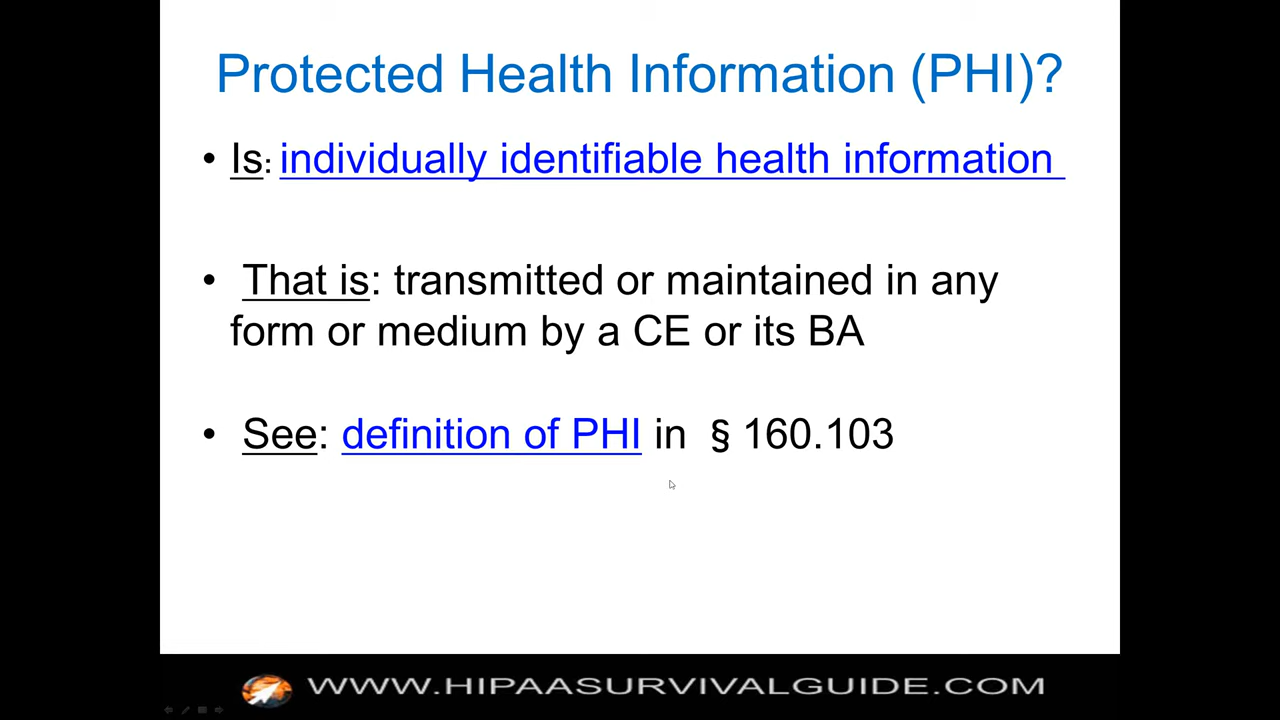 Protected Health Information (PHI)?
• Is: individually identifiable health information
• That is: transmitted or maintained in any
form or medium by a CE or its BA
• See: definition of PHI in § 160.103
WWW.HIPAASURVIVALGUIDE.COM